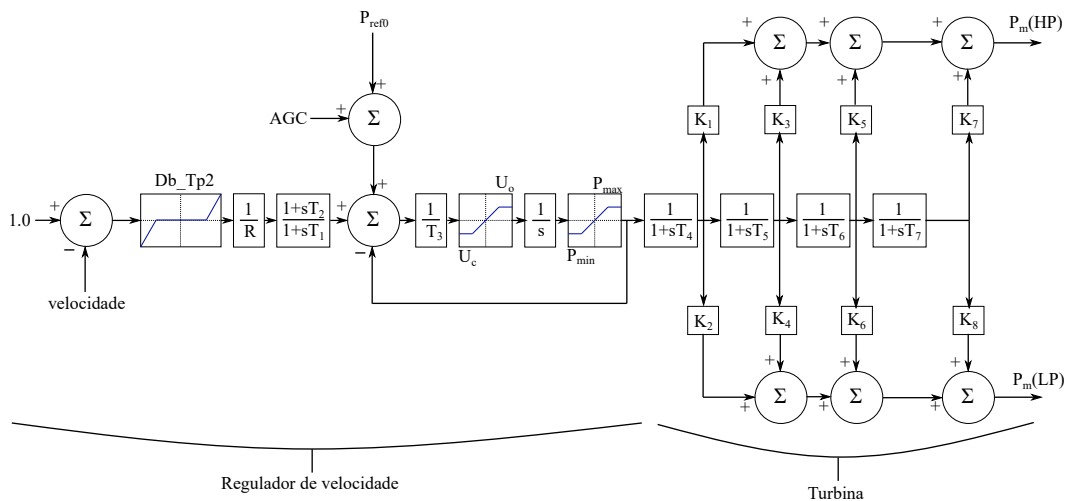 P_ref0
P_m(HP)
Σ
Σ
Σ
AGC
Σ
K_1
K_3
K_5
K_7
Db_Tp2
U_o
P_max
1.0
Σ
1/R
1+sT_2/1+sT_1
Σ
1/T_3
1/s
1/1+sT_4
1/1+sT_5
1/1+sT_6
1/1+sT_7
U_c
P_min
velocidade
K_2
K_4
K_6
K_8
Σ
Σ
Σ
P_m(LP)
Regulador de velocidade
Turbina